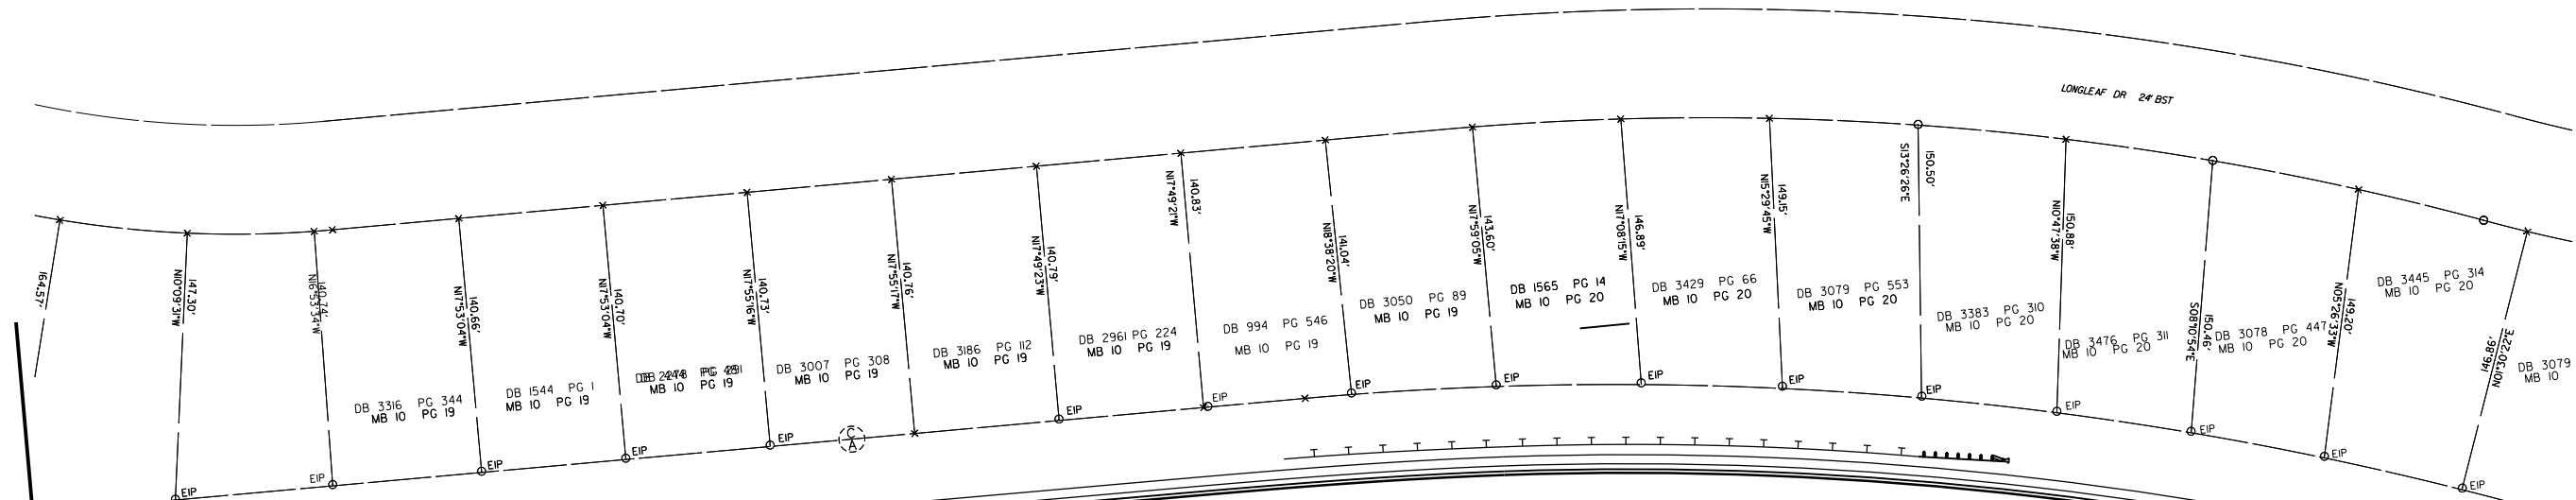 LONGLEAF DR 24' BST
164.57'
N10°09'31"W
147.30'
N16°53'34"W
140.74'
N17°53'04"W
140.66'
N17°53'04"W
140.70'
N17°55'16"W
140.73'
N17°55'17"W
140.76'
N17°49'23"W
140.79'
N17°49'21"W
140.83'
N18°38'20"W
141.04'
N17°59'05"W
143.60'
N17°08'15"W
146.89'
N15°29'45"W
149.15'
S13°26'26"E
150.50'
N10°47'38"W
150.88'
S08°10'54"E
150.46'
N05°26'33"W
149.20'
146.98'
N01°30'22"E
DB 3316 PG 344
MB 10 PG 19
DB 1544 PG 1
MB 10 PG 19
MB 10 PG 19
DB 3007 PG 308
MB 10 PG 19
DB 3186 PG 112
MB 10 PG 19
DB 2961 PG 224
MB 10 PG 19
DB 994 PG 546
MB 10 PG 19
DB 3050 PG 89
MB 10 PG 19
DB 1565 PG 14
MB 10 PG 20
DB 3429 PG 66
MB 10 PG 20
DB 3079 PG 553
MB 10 PG 20
DB 3383 PG 310
MB 10 PG 20
DB 3476 PG 311
MB 10 PG 20
DB 3078 PG 447
MB 10 PG 20
DB 3445 PG 314
MB 10 PG 20
DB 3079
MB 10
EIP
EIP
EIP
EIP
EIP
C
A
EIP
EIP
EIP
EIP
EIP
EIP
EIP
EIP
EIP
EIP
EIP